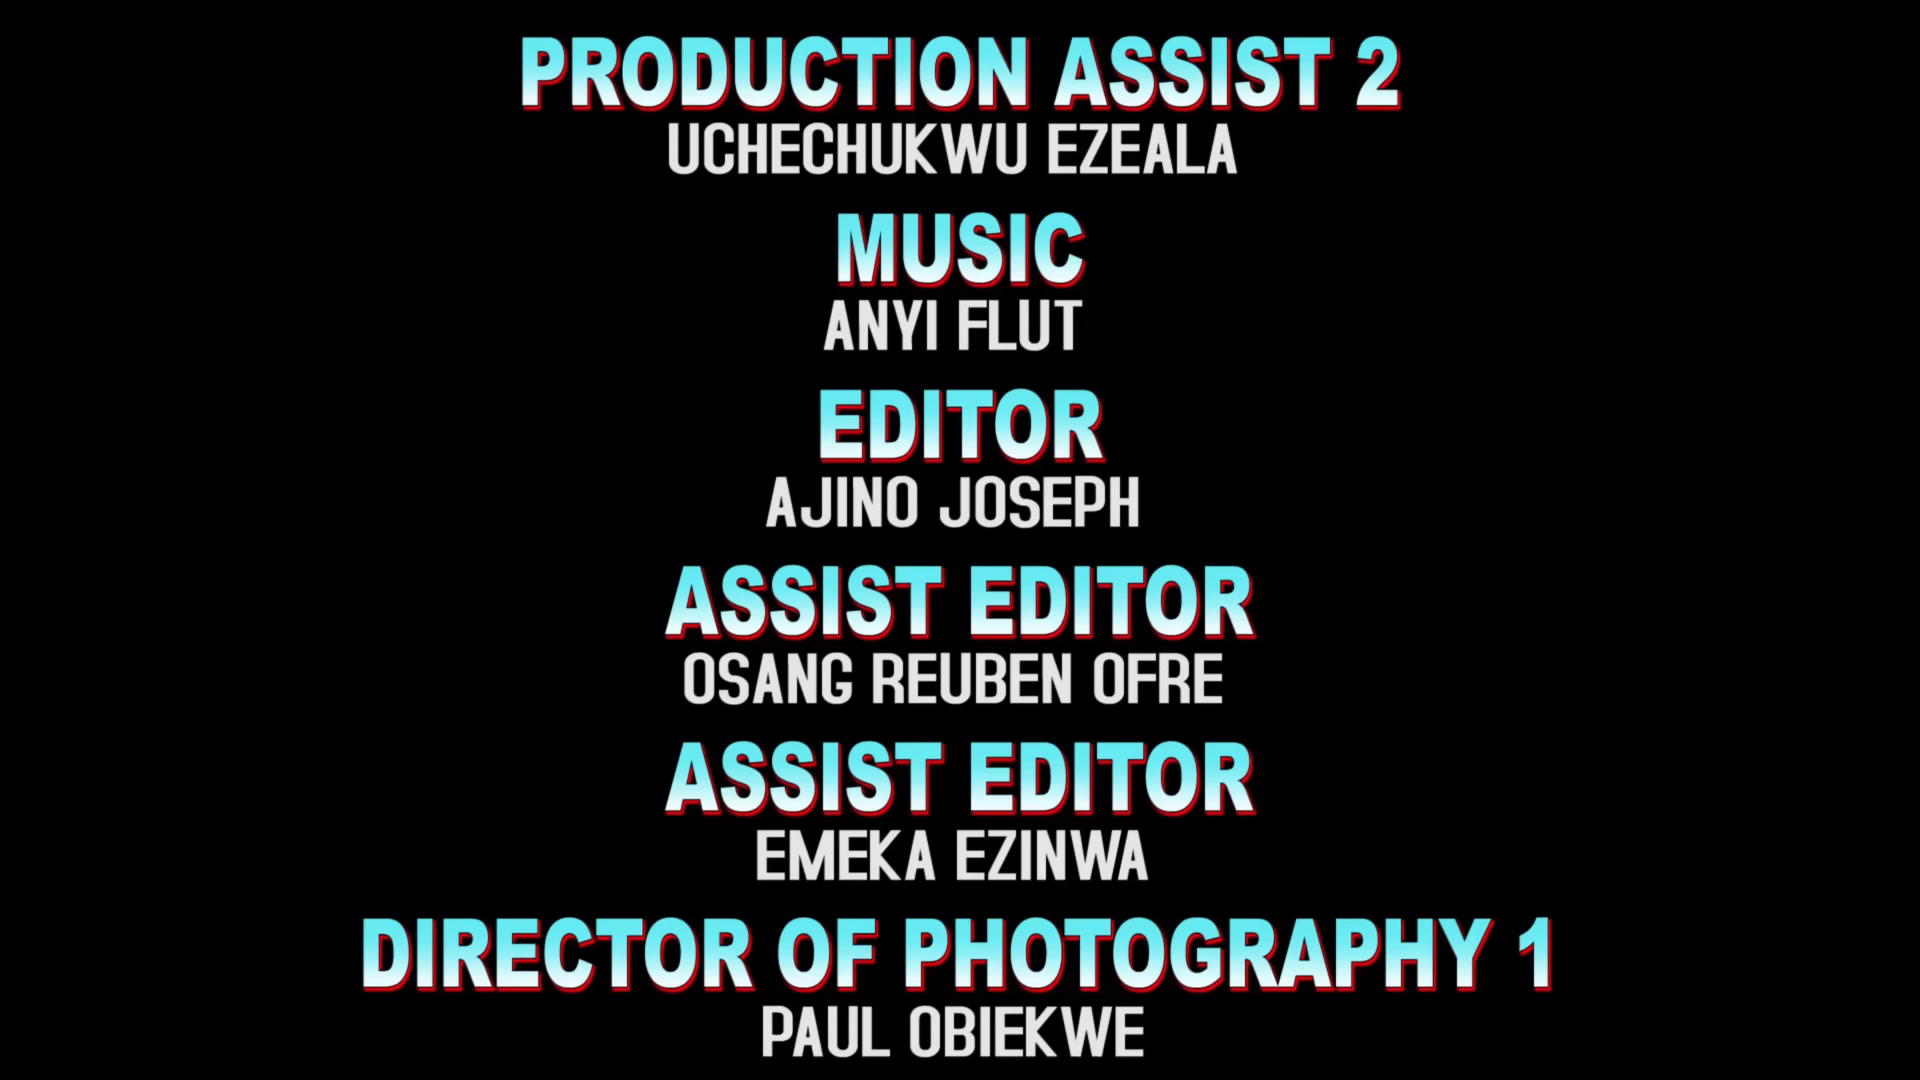 PRODUCTION ASSIST 2
UCHECHUKWU EZEALA
MUSIC
ANYI FLUT
EDITOR
AJINO JOSEPH
ASSIST EDITOR
OSANG REUBEN OFRE
ASSIST EDITOR
EMEKA EZINWA
DIRECTOR OF PHOTOGRAPHY 1
PAUL OBIEKWE